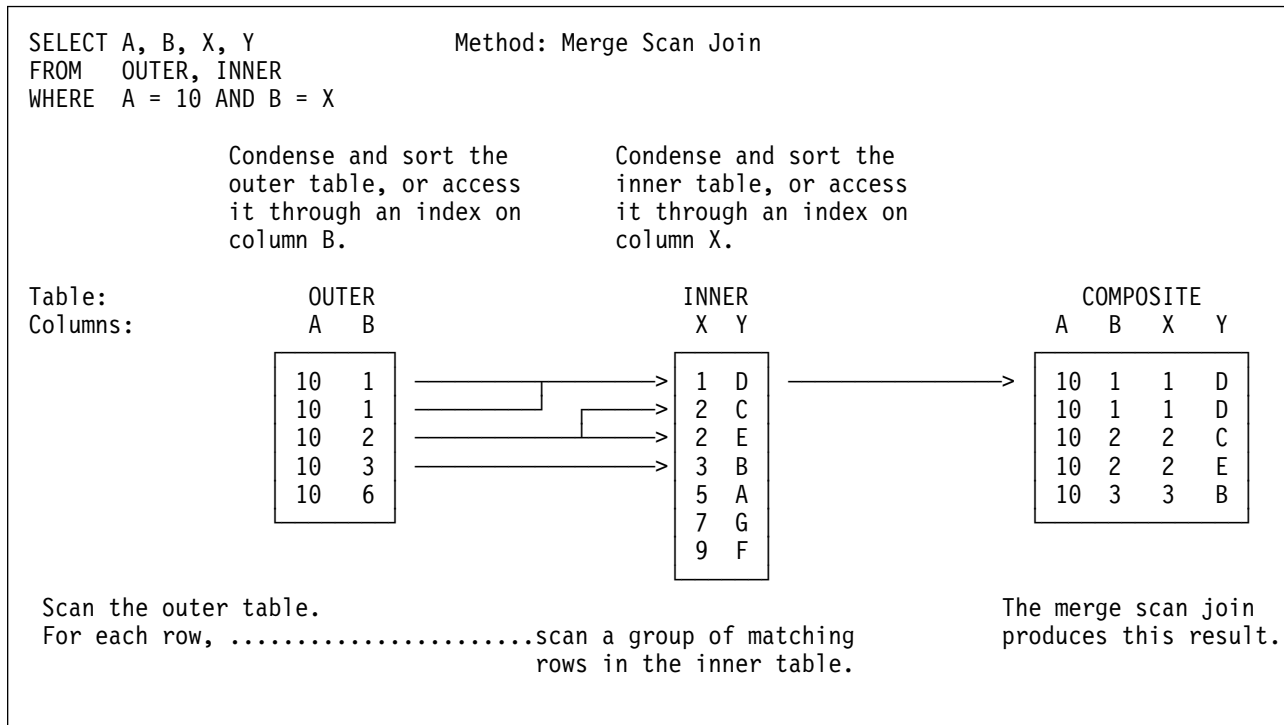 SELECT A, B, X, Y Method: Merge Scan Join
FROM OUTER, INNER
WHERE A = 10 AND B = X
Condense and sort the
outer table, or access
it through an index on
column B.
Condense and sort the
inner table, or access
it through an index on
column X.
Table: OUTER INNER COMPOSITE
Columns: A B X Y A B X Y
10 1 1 D 10 1 1 D
10 1 2 C 10 1 1 D
10 2 2 E 10 2 2 C
10 3 3 B 10 2 2 E
10 6 5 A 10 3 3 B
7 G
9 F
Scan the outer table.
For each row, .......................scan a group of matching
rows in the inner table.
The merge scan join
produces this result.